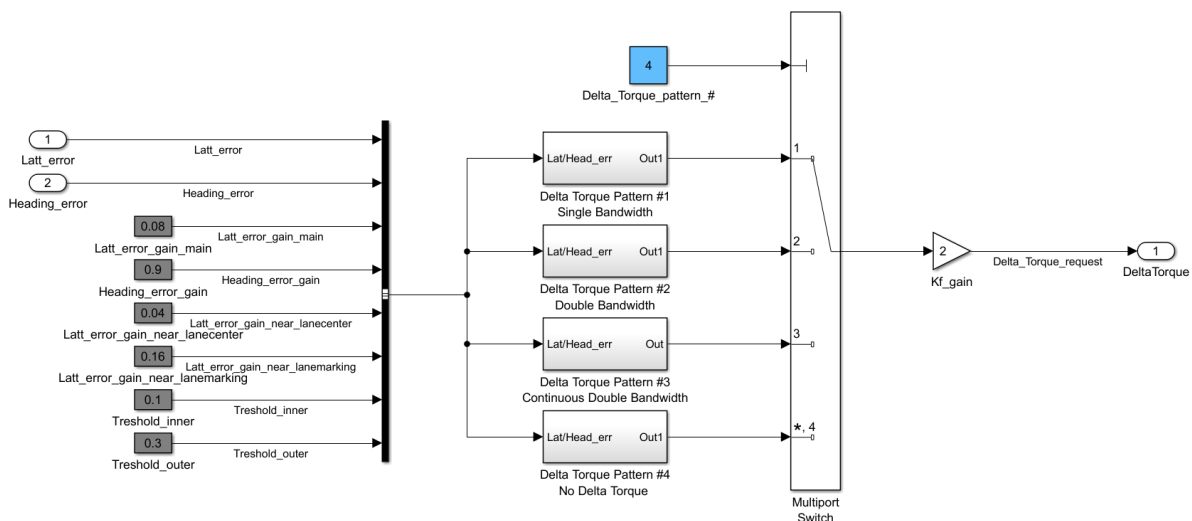 4
Delta_Torque_pattern_#
1
Latt_error
Latt_error
2
Heading_error
Heading_error
0.08
Latt_error_gain_main
Latt_error_gain_main
0.9
Heading_error_gain
Heading_error_gain
0.04
Latt_error_gain_near_lanecenter
Latt_error_gain_near_lanecenter
0.16
Latt_error_gain_near_lanemarking
Latt_error_gain_near_lanemarking
0.1
Treshold_inner
Treshold_inner
0.3
Treshold_outer
Treshold_outer
Lat/Head_err Out1
Delta Torque Pattern #1
Single Bandwidth
Lat/Head_err Out1
Delta Torque Pattern #2
Double Bandwidth
Lat/Head_err Out
Delta Torque Pattern #3
Continuous Double Bandwidth
Lat/Head_err Out1
Delta Torque Pattern #4
No Delta Torque
1
2
3
*, 4
Multiport
Switch
2
Kf_gain
Delta_Torque_request
1
DeltaTorque